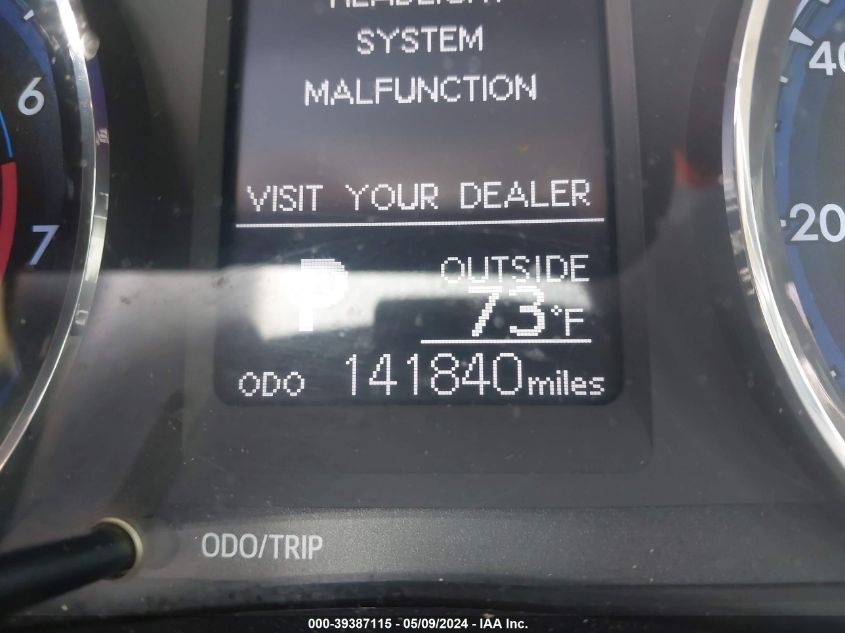 HEADLIGHT
SYSTEM
MALFUNCTION
VISIT YOUR DEALER
P
OUTSIDE
73°F
ODO 141840 miles
6
7
40
20
ODO/TRIP
000-39387115 - 05/09/2024 - IAA Inc.